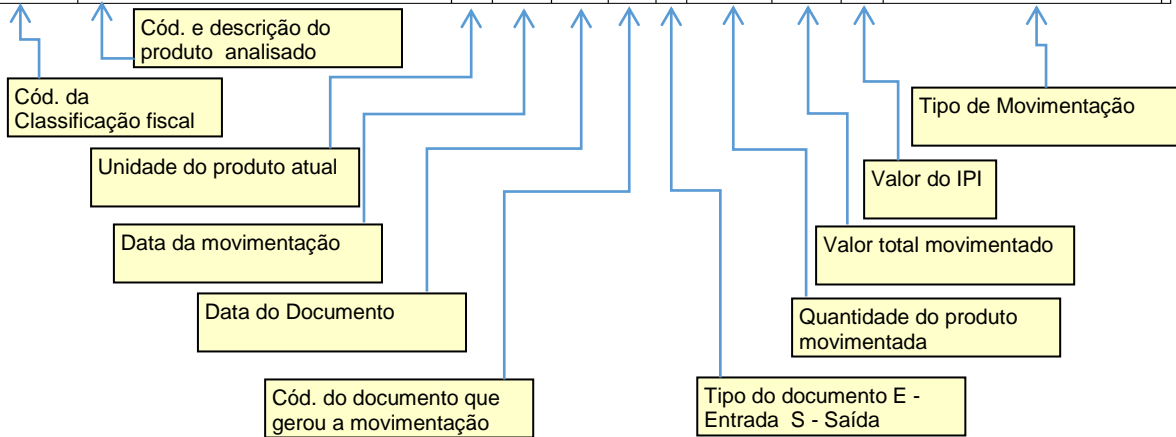 Cód. e descrição do
produto analisado
Cód. da
Classificação fiscal
Tipo de Movimentação
Unidade do produto atual
Valor do IPI
Data da movimentação
Valor total movimentado
Data do Documento
Quantidade do produto
movimentada
Cód. do documento que
gerou a movimentação
Tipo do documento E -
Entrada S - Saída